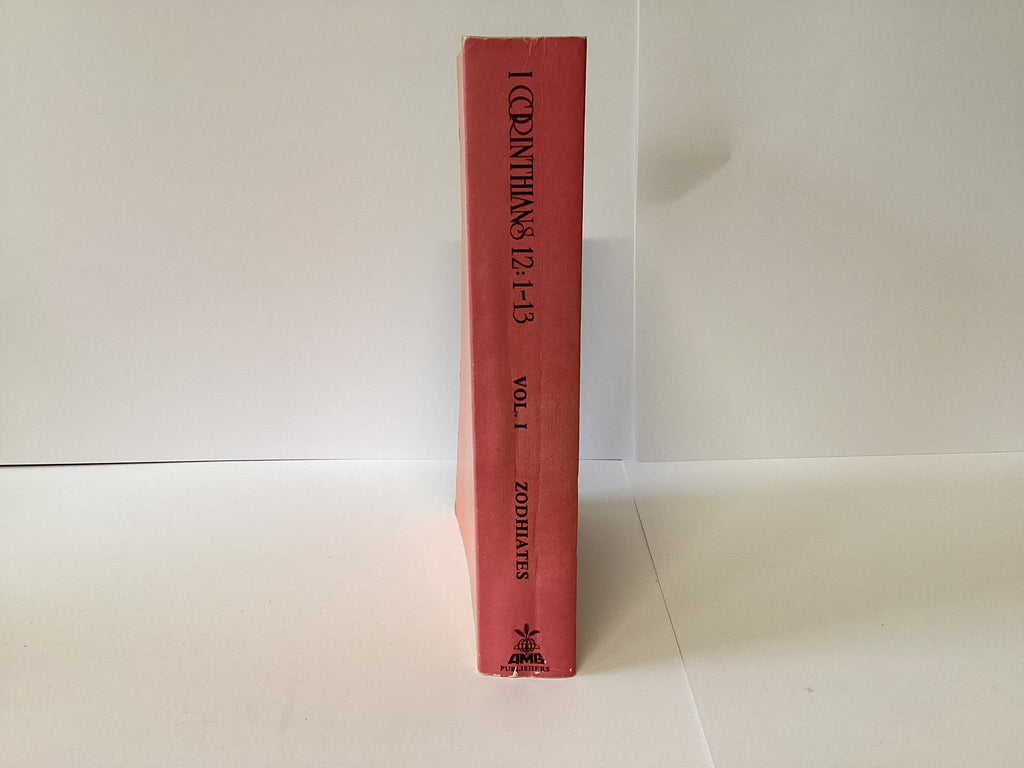 I CORINTHIANS 12:1-13
VOL. I
ZODHIATES
AMG
PUBLISHERS